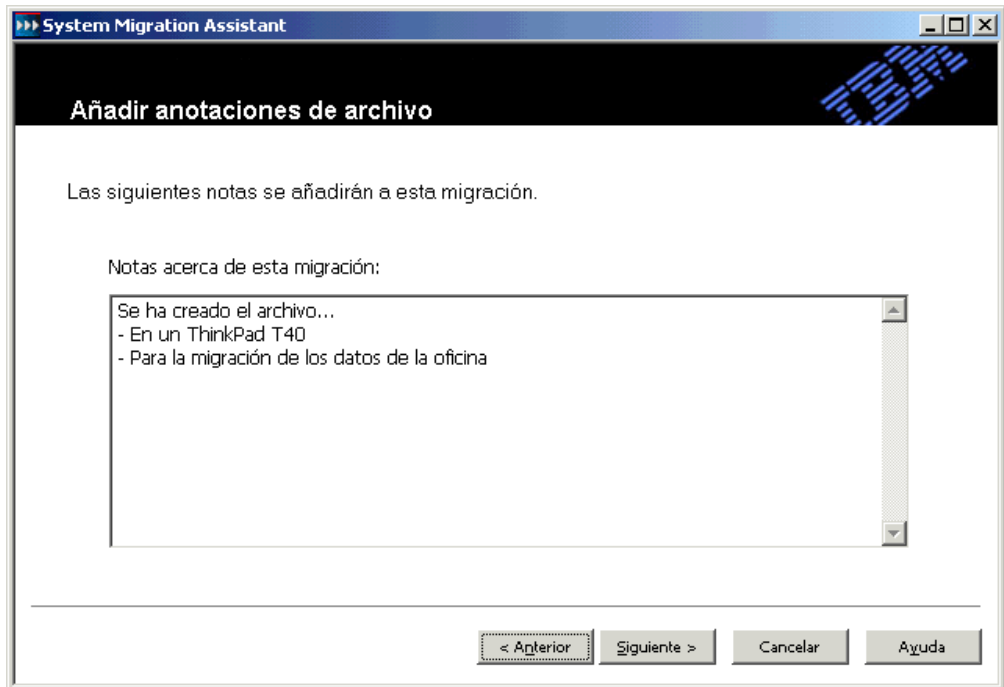 System Migration Assistant
IBM
Añadir anotaciones de archivo
Las siguientes notas se añadirán a esta migración.
Notas acerca de esta migración:
Se ha creado el archivo...
- En un ThinkPad T40
- Para la migración de los datos de la oficina
< Anterior
Siguiente >
Cancelar
Ayuda